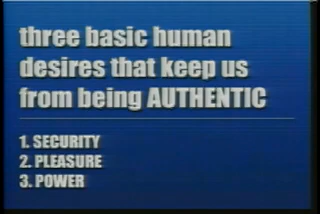 three basic human
desires that keep us
from being AUTHENTIC
1. SECURITY
2. PLEASURE
3. POWER